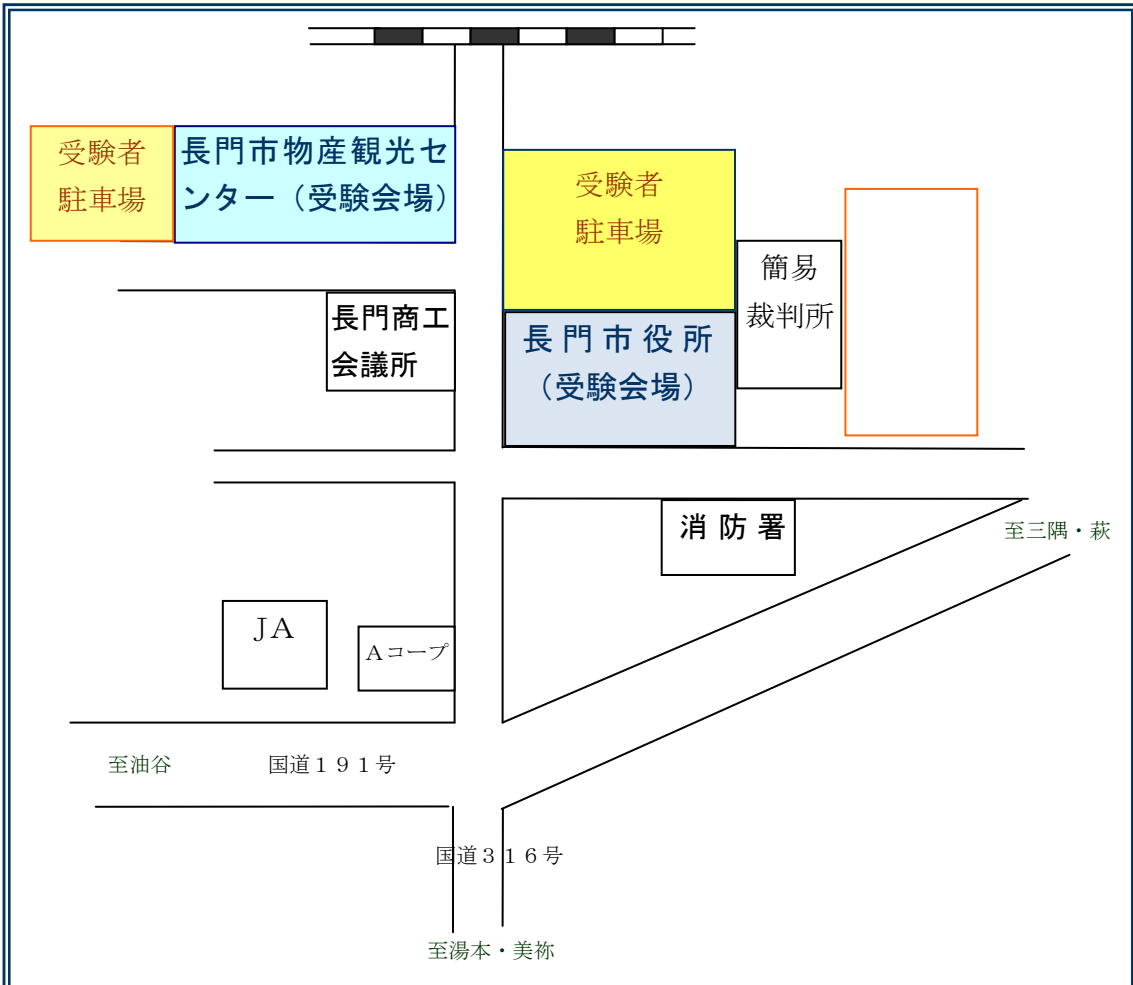 受験者
駐車場
長門市物産観光セ
ンター（受験会場）
受験者
駐車場
簡易
裁判所
長門商工
会議所
長門市役所
（受験会場）
消防署
至三隅・萩
ＪＡ
Ａコープ
至油谷
国道１９１号
国道３１６号
至湯本・美祢